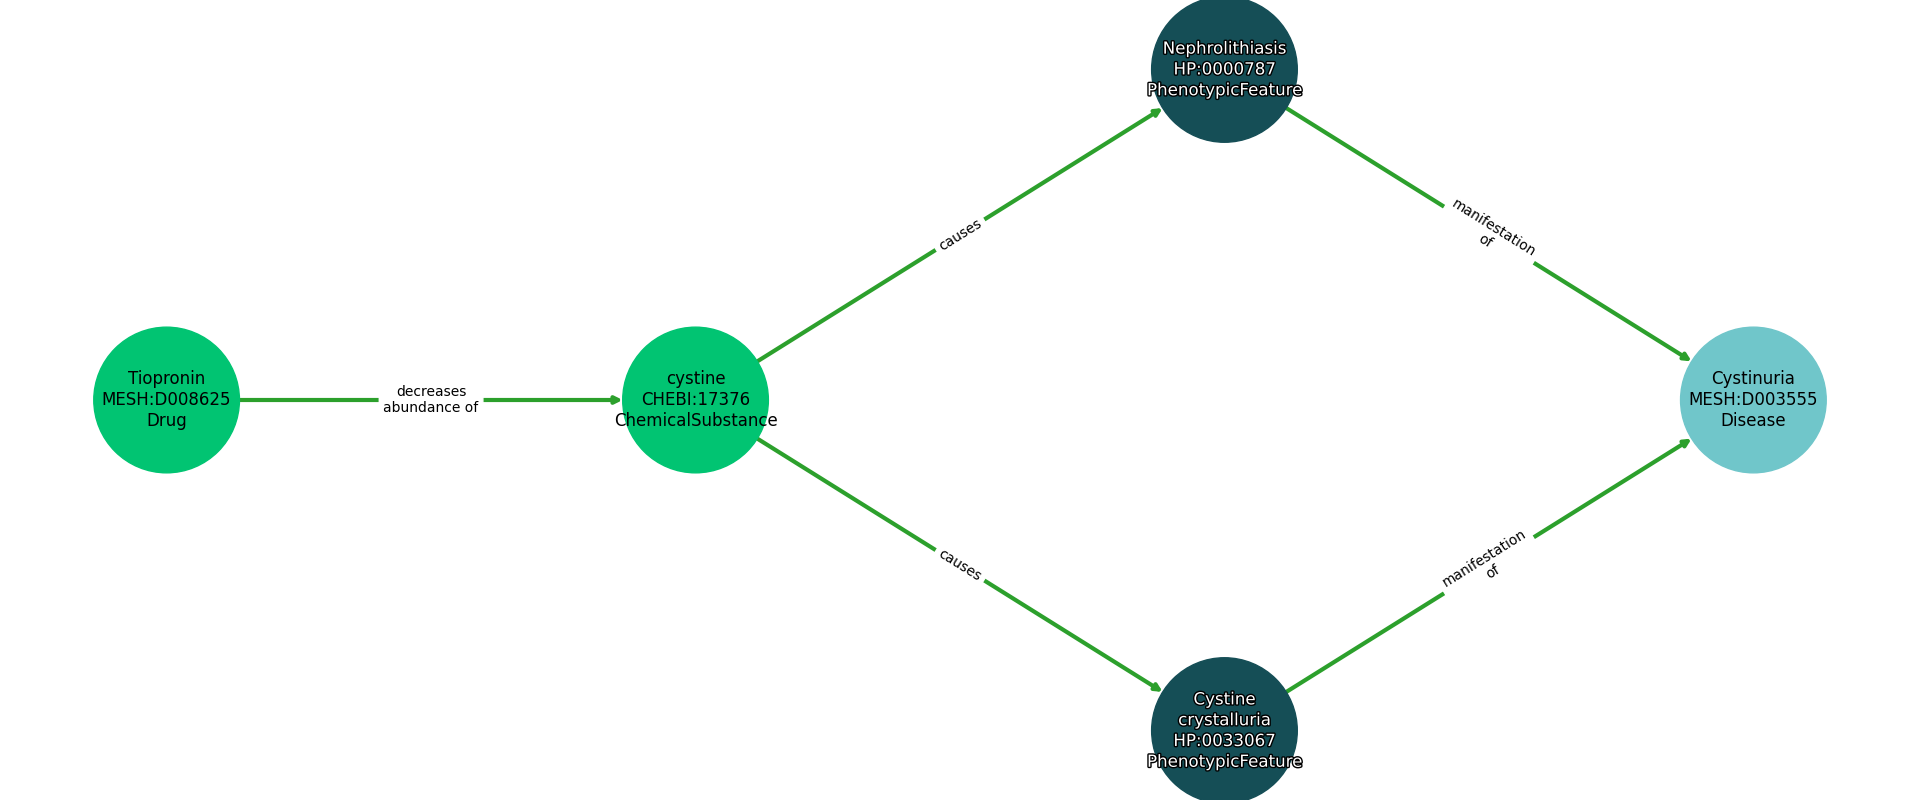 Nephrolithiasis
HP:0000787
PhenotypicFeature
manifestation
of
causes
Tiopronin
MESH:D008625
Drug
decreases
abundance of
cystine
CHEBI:17376
ChemicalSubstance
Cystinuria
MESH:D003555
Disease
causes
manifestation
of
Cystine
crystalluria
HP:0033067
PhenotypicFeature